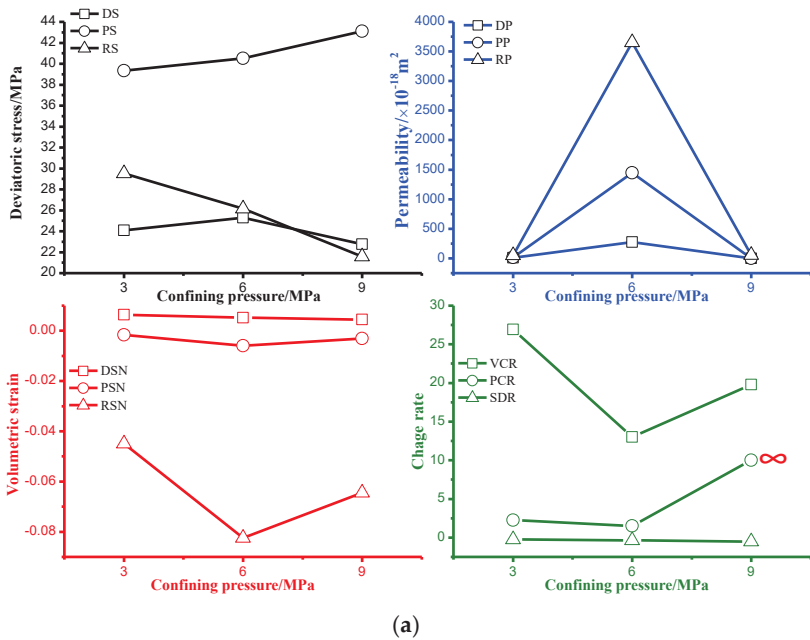 44
42
40
38
36
34
32
30
28
26
24
22
20
Deviatoric stress/MPa
DS
PS
RS
3
6
9
Confining pressure/MPa
4000
3500
3000
2500
2000
1500
1000
500
0
Permeability/×10⁻¹⁸m²
DP
PP
RP
3
6
9
Confining pressure/MPa
0.00
-0.02
-0.04
-0.06
-0.08
Volumetric strain
DSN
PSN
RSN
3
6
9
Confining pressure/MPa
30
25
20
15
10
5
0
Chage rate
VCR
PCR
SDR
∞
3
6
9
Confining pressure/MPa
(a)